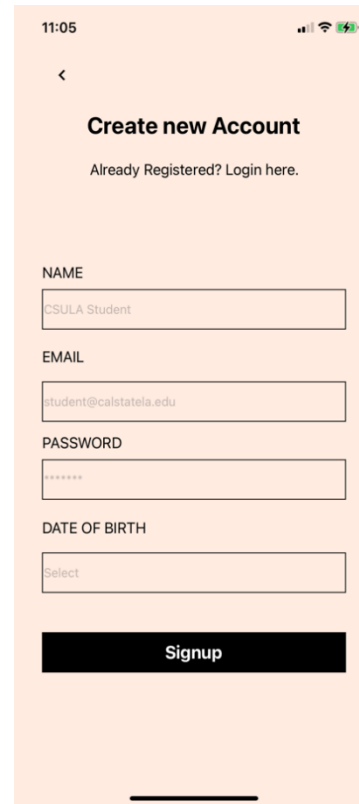 11:05
Create new Account
Already Registered? Login here.
NAME
CSULA Student
EMAIL
student@calstatela.edu
PASSWORD
*******
DATE OF BIRTH
Select
Signup